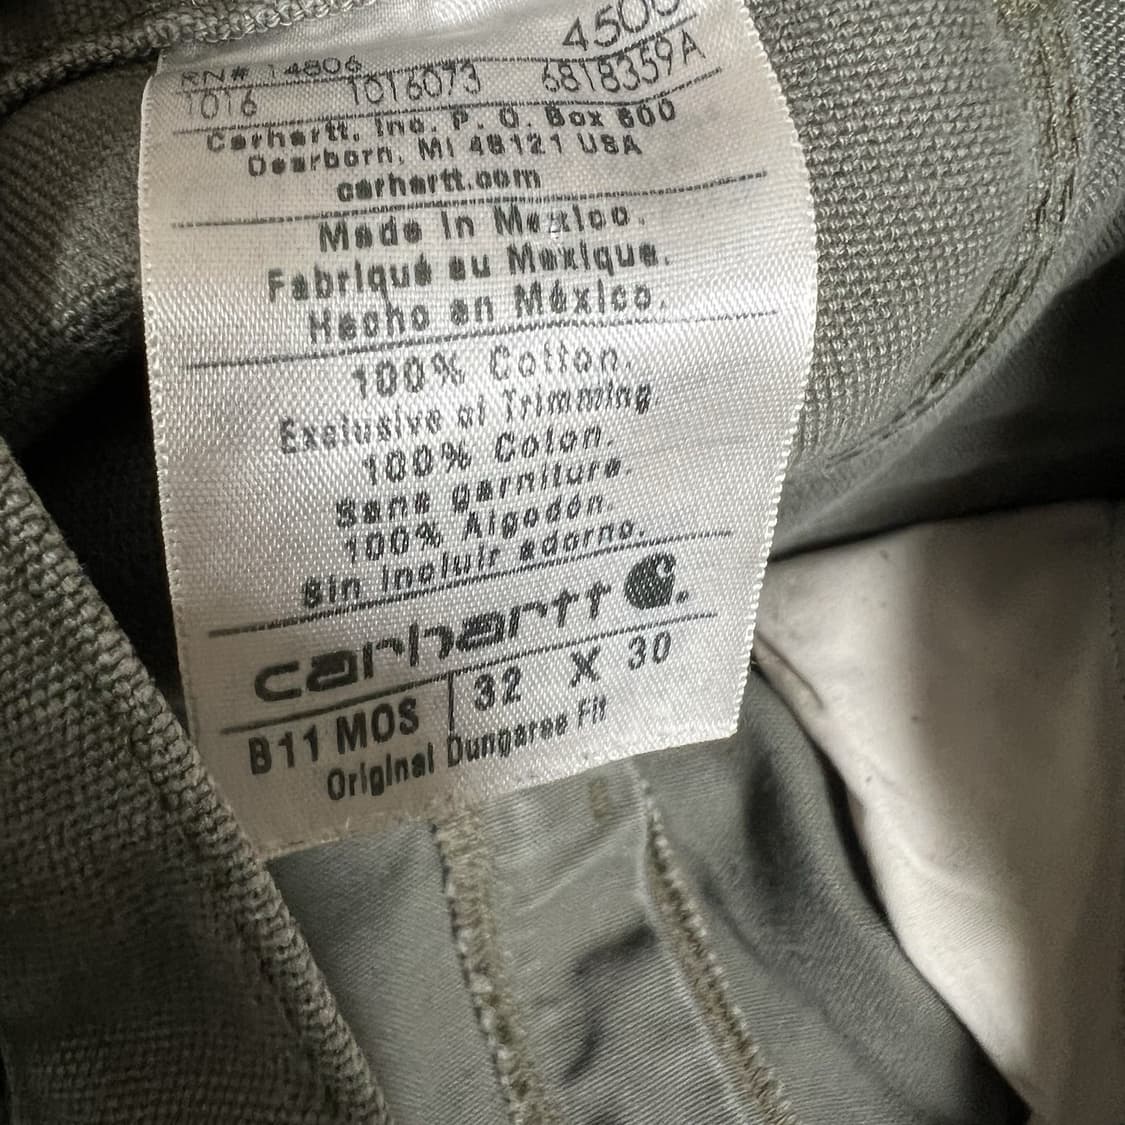 4500
RN# 14806
1016 1016073 6818359A
Carhartt, Inc. P. O. Box 600
Dearborn, MI 48121 USA
carhartt.com
Made in Mexico.
Fabriqué au Mexique.
Hecho en México.
100% Cotton.
Exclusive of Trimming
100% Coton.
Sans garniture.
100% Algodón.
Sin incluir adorno.
carhartt
B11 MOS 32 X 30
Original Dungaree Fit